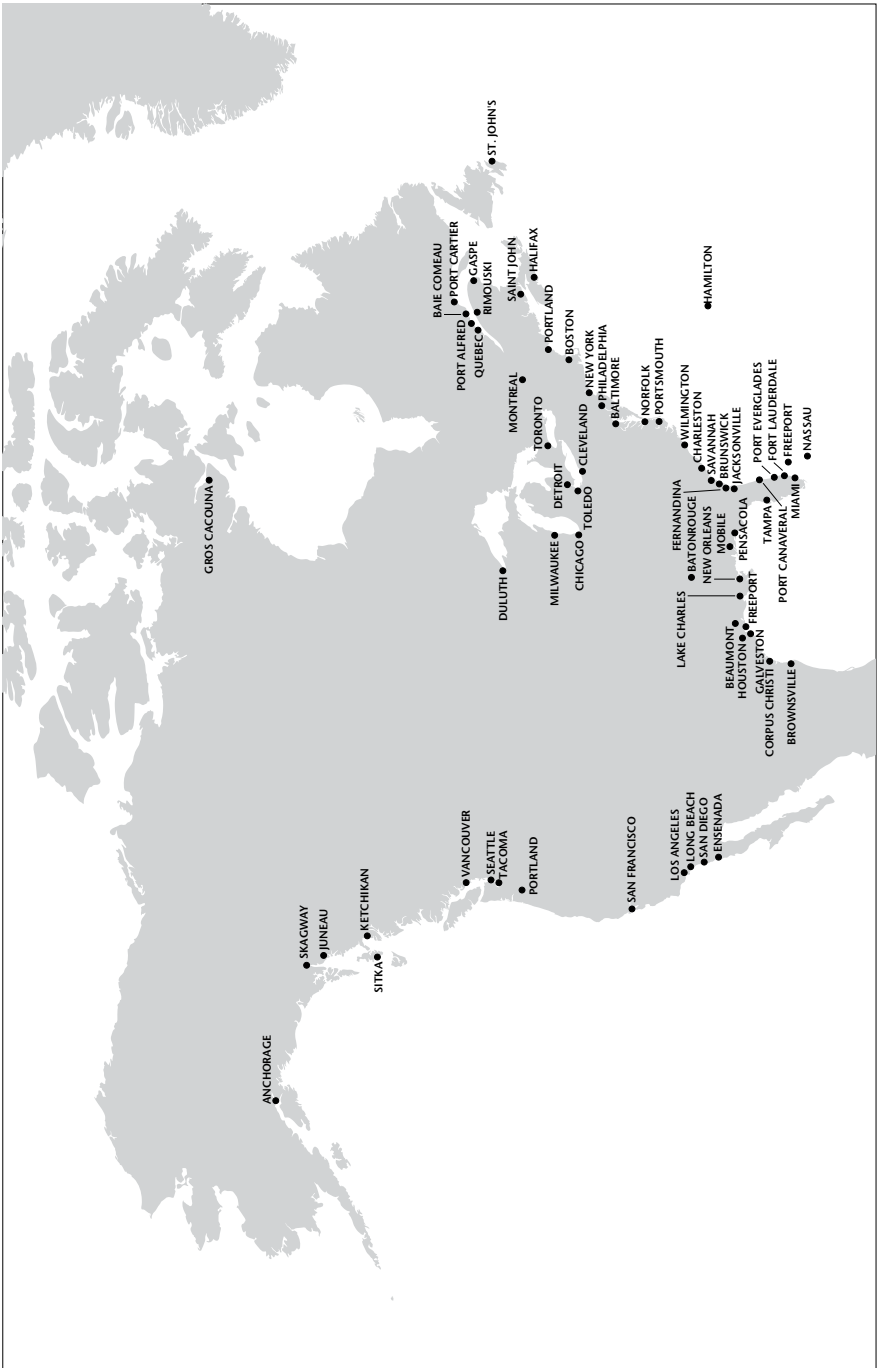 ST. JOHN'S
BAIE COMEAU
PORT CARTIER
GASPE
RIMOUSKI
PORT ALFRED
QUEBEC
SAINT JOHN
HALIFAX
HAMILTON
MONTREAL
PORTLAND
BOSTON
TORONTO
NEW YORK
PHILADELPHIA
BALTIMORE
NORFOLK
PORTSMOUTH
CLEVELAND
DETROIT
TOLEDO
GROS CACOUNA
DULUTH
MILWAUKEE
CHICAGO
WILMINGTON
CHARLESTON
SAVANNAH
BRUNSWICK
JACKSONVILLE
FERNANDINA
PORT EVERGLADES
FORT LAUDERDALE
FREEPORT
NASSAU
MIAMI
TAMPA
PORT CANAVERAL
BATONROUGE
NEW ORLEANS
MOBILE
PENSACOLA
LAKE CHARLES
BEAUMONT
HOUSTON
FREEPORT
GALVESTON
CORPUS CHRISTI
BROWNSVILLE
VANCOUVER
SEATTLE
TACOMA
PORTLAND
SAN FRANCISCO
LOS ANGELES
LONG BEACH
SAN DIEGO
ENSENADA
SKAGWAY
JUNEAU
KETCHIKAN
SITKA
ANCHORAGE